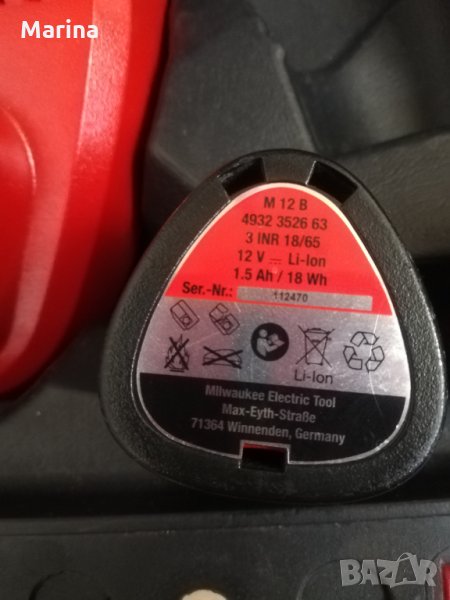 Marina
M 12 B
4932 3526 63
3 INR 18/65
12 V ⎓ Li-Ion
1.5 Ah / 18 Wh
Ser.-Nr.: 112470
Li-Ion
Milwaukee Electric Tool
Max-Eyth-Straße
71364 Winnenden, Germany
BAZAR